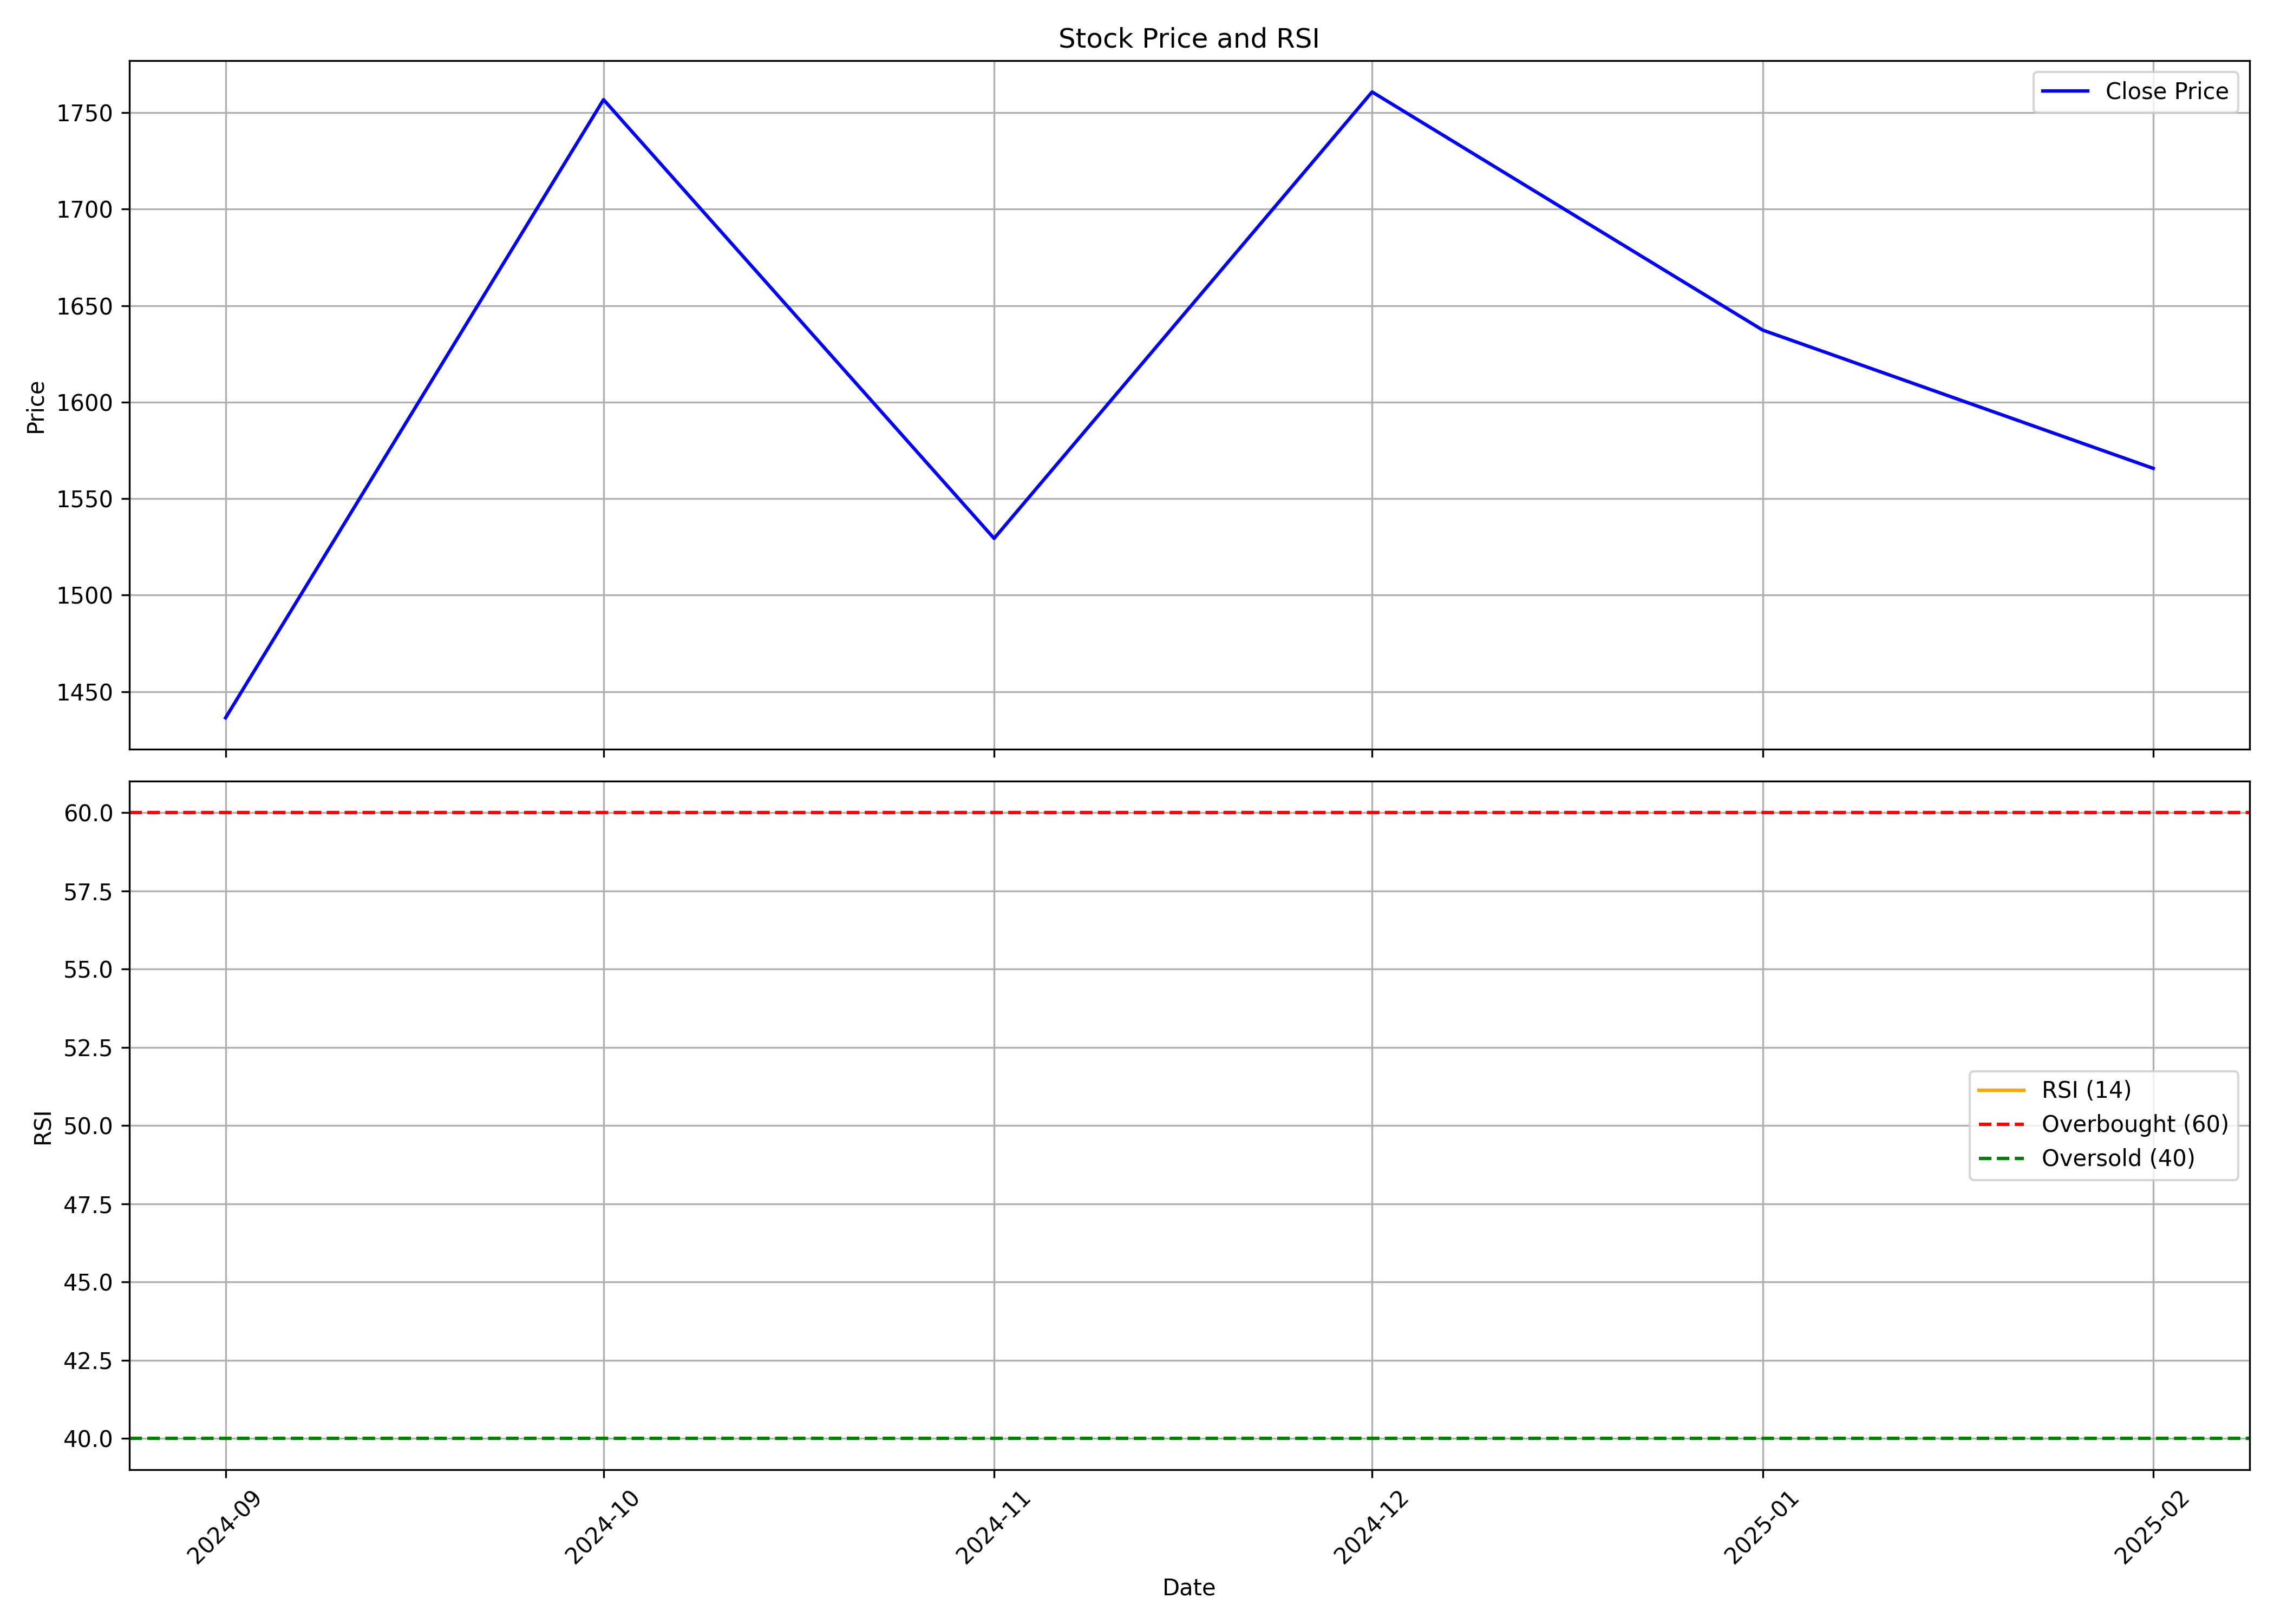 Stock Price and RSI
Close Price
1750
1700
1650
1600
1550
1500
1450
Price
60.0
57.5
55.0
52.5
50.0
47.5
45.0
42.5
40.0
RSI
RSI (14)
Overbought (60)
Oversold (40)
2024-09
2024-10
2024-11
2024-12
2025-01
2025-02
Date